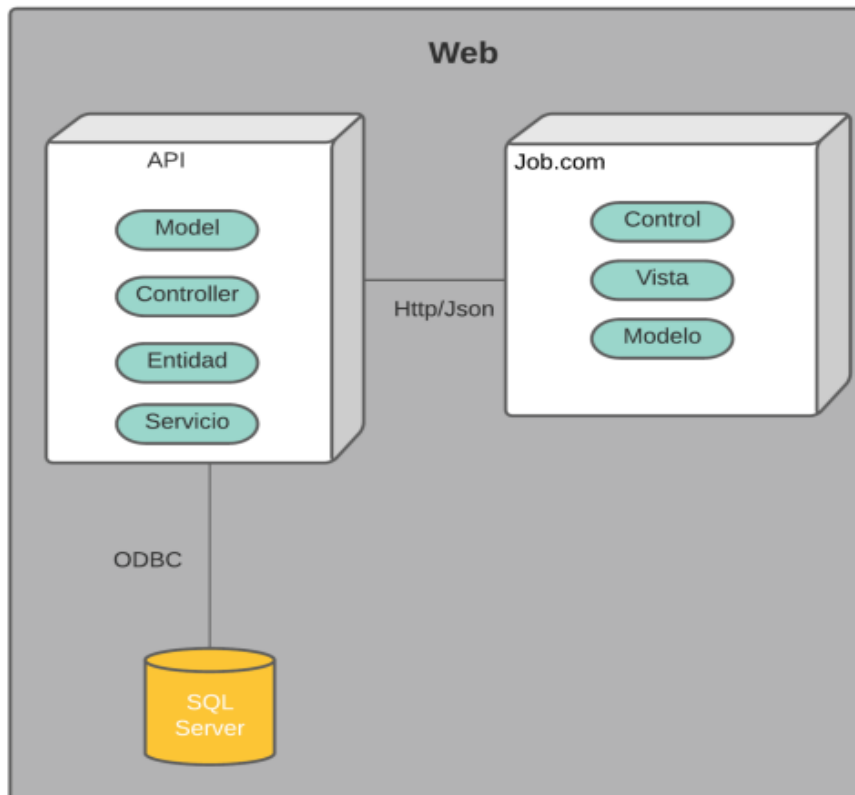 Web
API
Model
Controller
Entidad
Servicio
Http/Json
Job.com
Control
Vista
Modelo
ODBC
SQL
Server